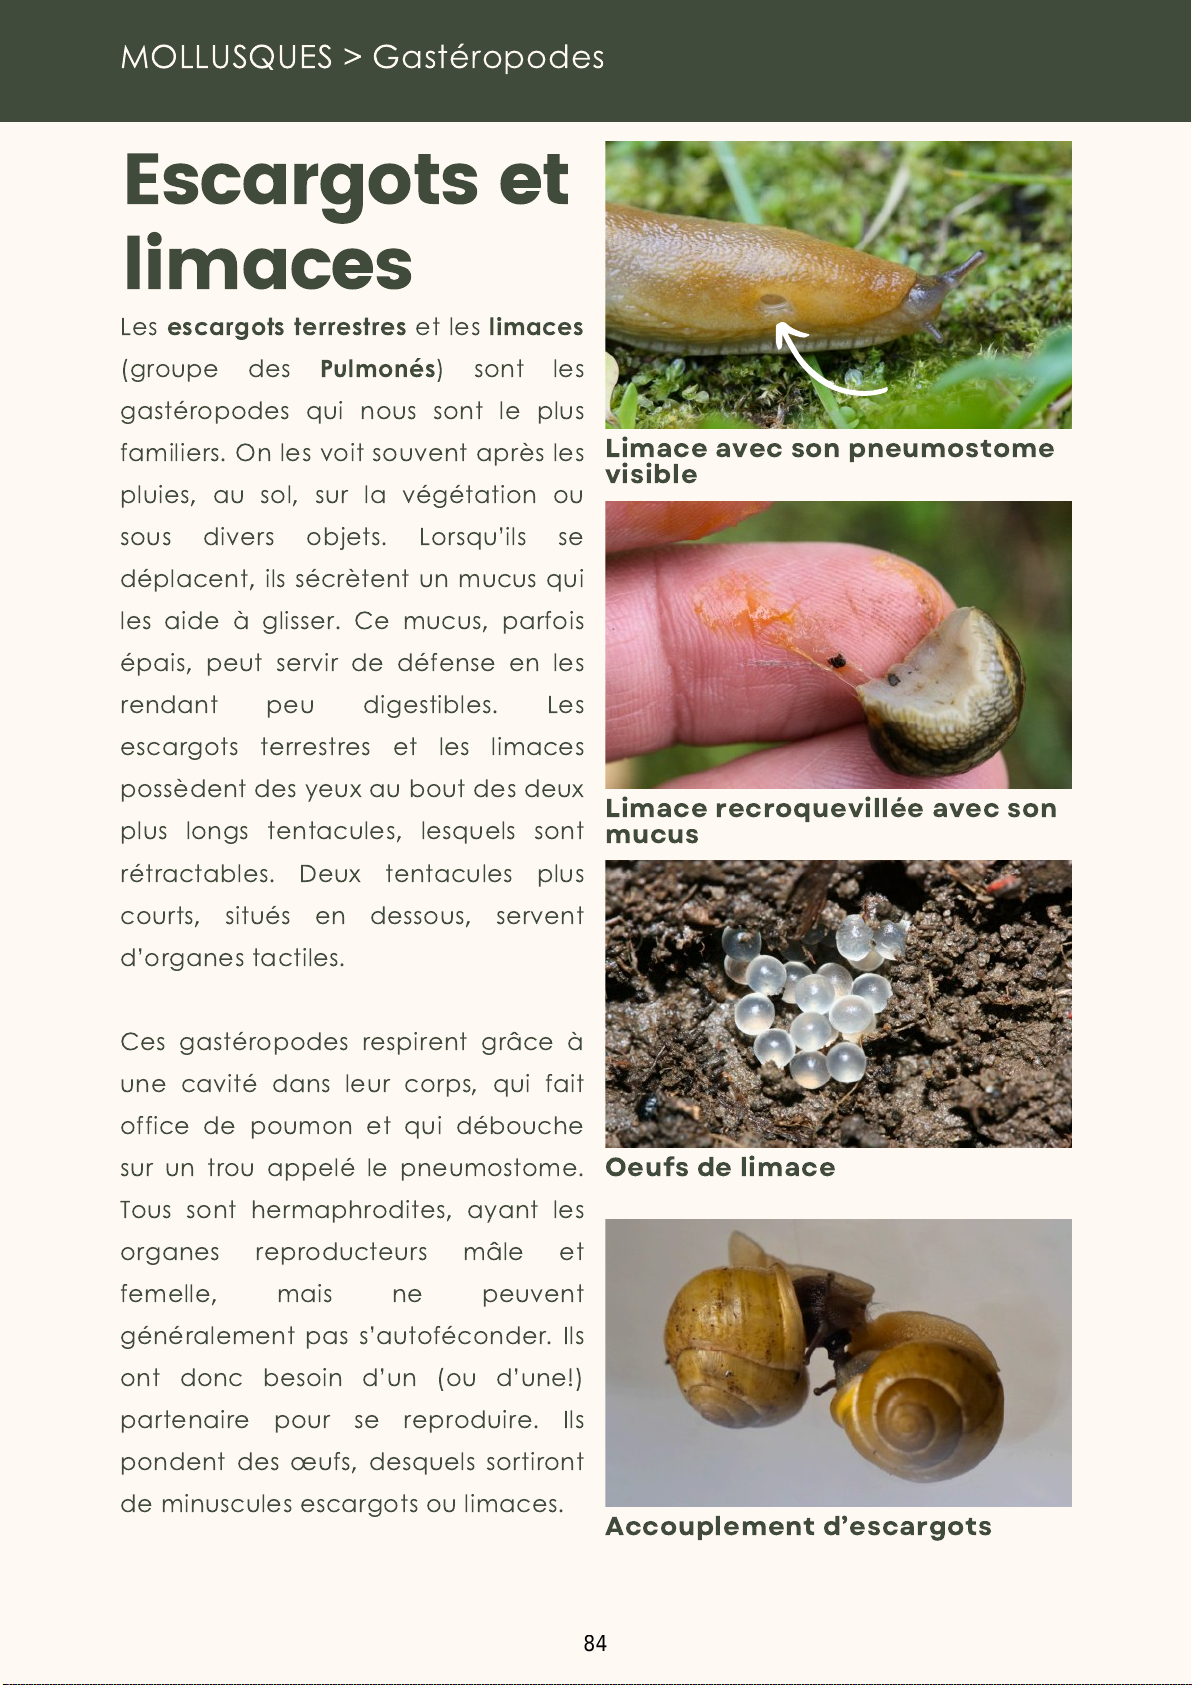 MOLLUSQUES > Gastéropodes
Escargots et
limaces
Les escargots terrestres et les limaces
(groupe des Pulmonés) sont les
gastéropodes qui nous sont le plus
familiers. On les voit souvent après les
pluies, au sol, sur la végétation ou
sous divers objets. Lorsqu'ils se
déplacent, ils sécrètent un mucus qui
les aide à glisser. Ce mucus, parfois
épais, peut servir de défense en les
rendant peu digestibles. Les
escargots terrestres et les limaces
possèdent des yeux au bout des deux
plus longs tentacules, lesquels sont
rétractables. Deux tentacules plus
courts, situés en dessous, servent
d'organes tactiles.
Ces gastéropodes respirent grâce à
une cavité dans leur corps, qui fait
office de poumon et qui débouche
sur un trou appelé le pneumostome.
Tous sont hermaphrodites, ayant les
organes reproducteurs mâle et
femelle, mais ne peuvent
généralement pas s'autoféconder. Ils
ont donc besoin d'un (ou d'une!)
partenaire pour se reproduire. Ils
pondent des œufs, desquels sortiront
de minuscules escargots ou limaces.
Limace avec son pneumostome
visible
Limace recroquevillée avec son
mucus
Oeufs de limace
Accouplement d’escargots
84